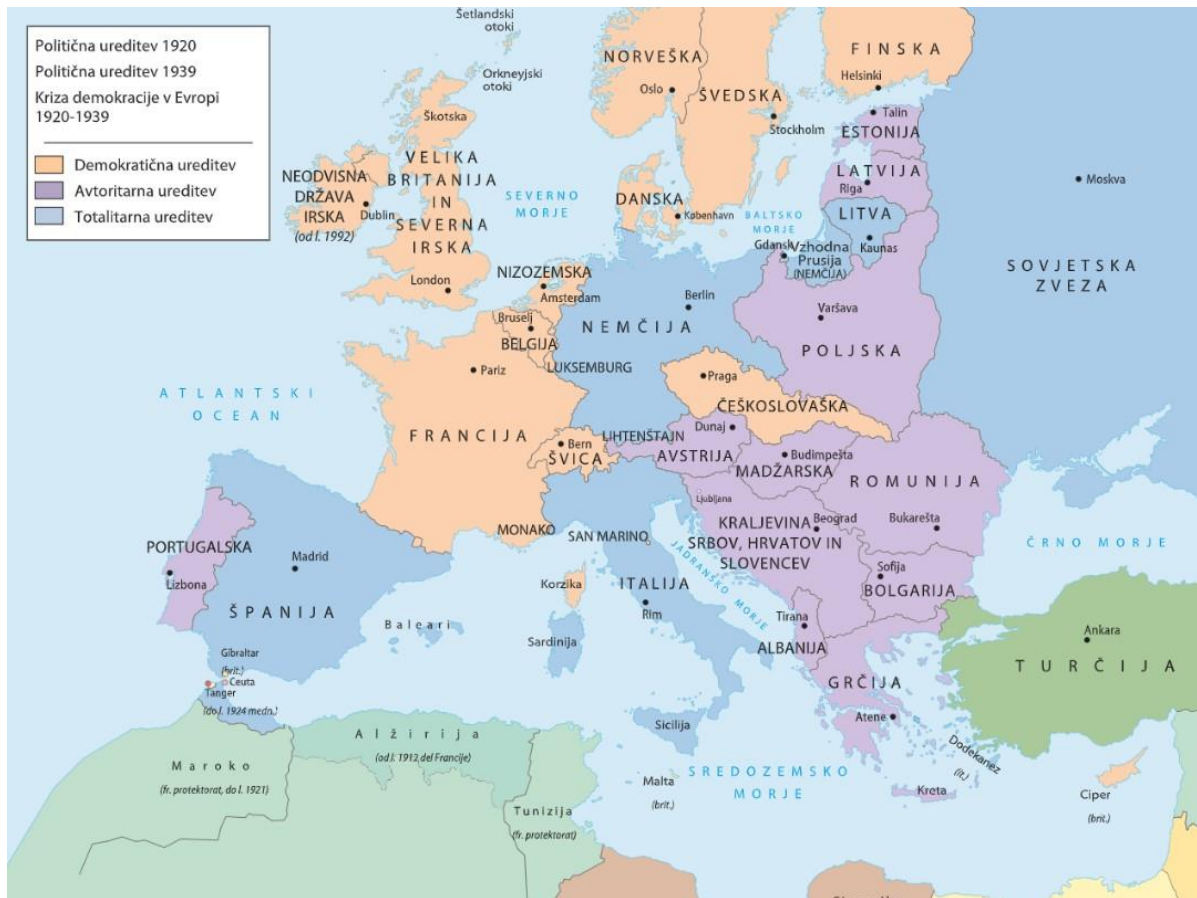 Politična ureditev 1920
Politična ureditev 1939
Kriza demokracije v Evropi
1920-1939
Demokratična ureditev
Avtoritarna ureditev
Totalitarna ureditev
Šetlandski
otoki
Orkneyjski
otoki
Škotska
NORVEŠKA
Oslo
ŠVEDSKA
Stockholm
FINSKA
Helsinki
Talin
ESTONIJA
LATVIJA
Riga
LITVA
Kaunas
Moskva
SOVJETSKA
ZVEZA
NEODVISNA
DRŽAVA
IRSKA
(od l. 1992)
Dublin
VELIKA
BRITANIJA
IN
SEVERNA
IRSKA
London
SEVERNO
MORJE
DANSKA
København
BALTSKO
MORJE
Gdansk
Vzhodna
Prusija
(NEMČIJA)
NIZOZEMSKA
Amsterdam
Bruselj
BELGIJA
LUKSEMBURG
Berlin
NEMČIJA
Varšava
POLJSKA
ATLANTSKI
OCEAN
Pariz
FRANCIJA
Praga
ČEŠKOSLOVAŠKA
LIHTENŠTAJN
Bern
ŠVICA
Dunaj
AVSTRIJA
Budimpešta
MADŽARSKA
ROMUNIJA
Bukarešta
Ljubljana
KRALJEVINA
SRBOV, HRVATOV IN
SLOVENCEV
Beograd
MONAKO
SAN MARINO
JADRANSKO MORJE
Sofija
BOLGARIJA
ČRNO MORJE
PORTUGALSKA
Lizbona
Madrid
ŠPANIJA
Baleari
Korzika
Sardinija
ITALIJA
Rim
Tirana
ALBANIJA
GRČIJA
Atene
Ankara
TURČIJA
Gibraltar
(brit.)
Ceuta
Tanger
(do l. 1924 medn.)
Maroko
(fr. protektorat, do l. 1921)
Alžirija
(od l. 1912 del Francije)
Tunizija
(fr. protektorat)
Sicilija
Malta
(brit.)
SREDOZEMSKO
MORJE
Kreta
Dodekanez
(it.)
Ciper
(brit.)